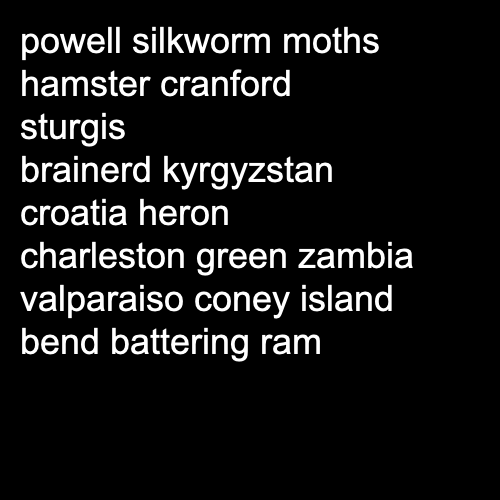 powell silkworm moths
hamster cranford
sturgis
brainerd kyrgyzstan
croatia heron
charleston green zambia
valparaiso coney island
bend battering ram